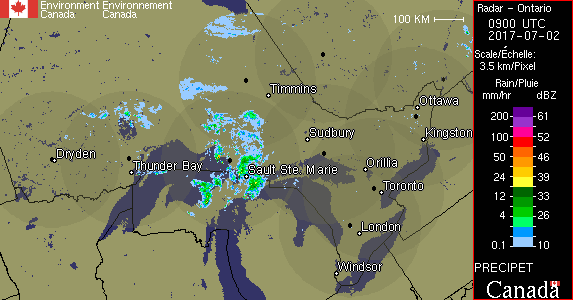 Environment Environnement
Canada Canada
100 KM
Timmins
Ottawa
Sudbury
Kingston
Dryden
Thunder Bay
Sault Ste. Marie
Orillia
Toronto
London
Windsor
Radar - Ontario
0900 UTC
2017-07-02
Scale/Échelle:
3.5 km/Pixel
Rain/Pluie
mm/hr dBZ
200 61
100 52
50 46
24 39
12 33
4 26
0.1 10
PRECIPET
Canada